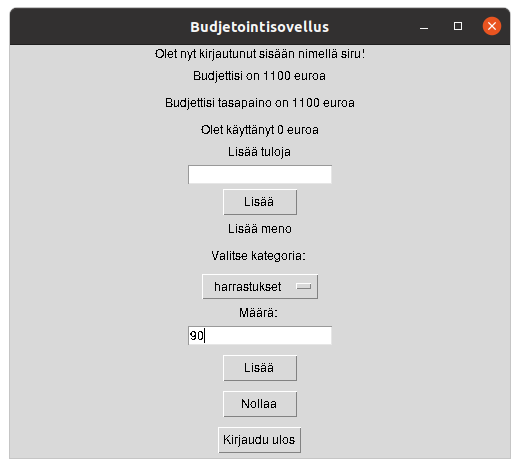 Budjetointisovellus
Olet nyt kirjautunut sisään nimellä siru!
Budjettisi on 1100 euroa
Budjettisi tasapaino on 1100 euroa
Olet käyttänyt 0 euroa
Lisää tuloja
Lisää
Lisää meno
Valitse kategoria:
harrastukset
Määrä:
90
Lisää
Nollaa
Kirjaudu ulos